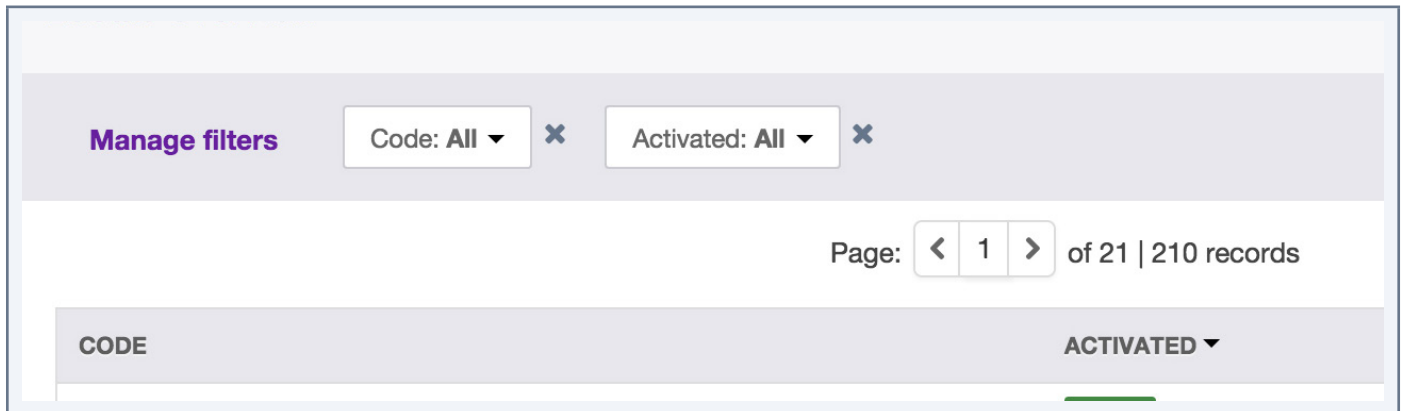 Manage filters Code: All Activated: All
Page: 1 of 21 | 210 records
CODE ACTIVATED